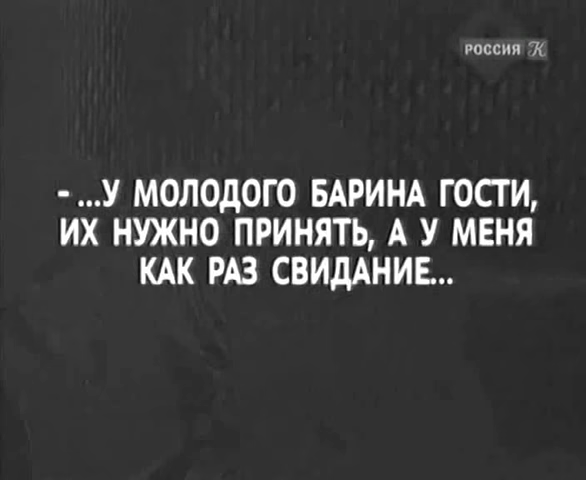 РОССИЯ К
- ...У МОЛОДОГО БАРИНА ГОСТИ,
ИХ НУЖНО ПРИНЯТЬ, А У МЕНЯ
КАК РАЗ СВИДАНИЕ...